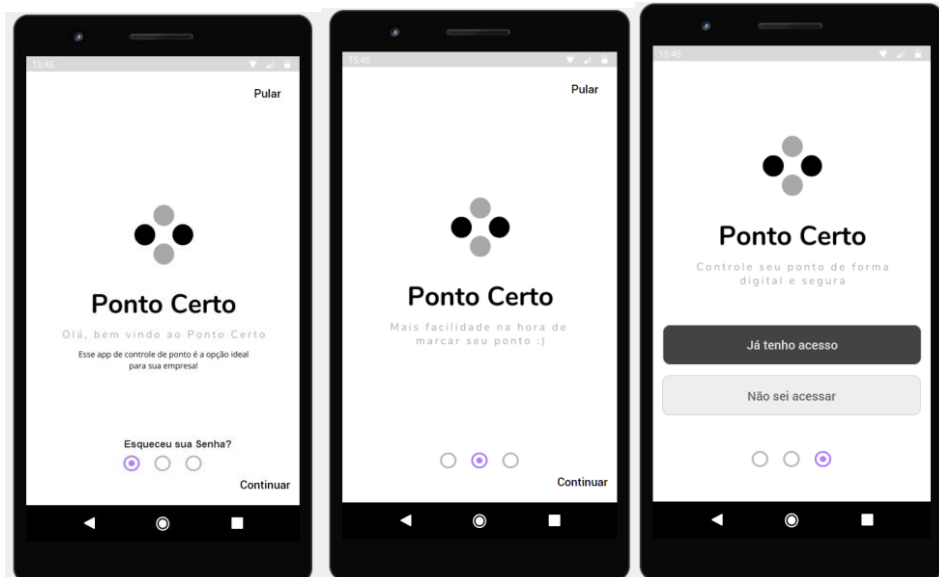 15:45
Pular
Ponto Certo
Olá, bem vindo ao Ponto Certo
Esse app de controle de ponto é a opção ideal
para sua empresa!
Esqueceu sua Senha?
Continuar
15:45
Pular
Ponto Certo
Mais facilidade na hora de
marcar seu ponto :)
Continuar
15:45
Ponto Certo
Controle seu ponto de forma
digital e segura
Já tenho acesso
Não sei acessar